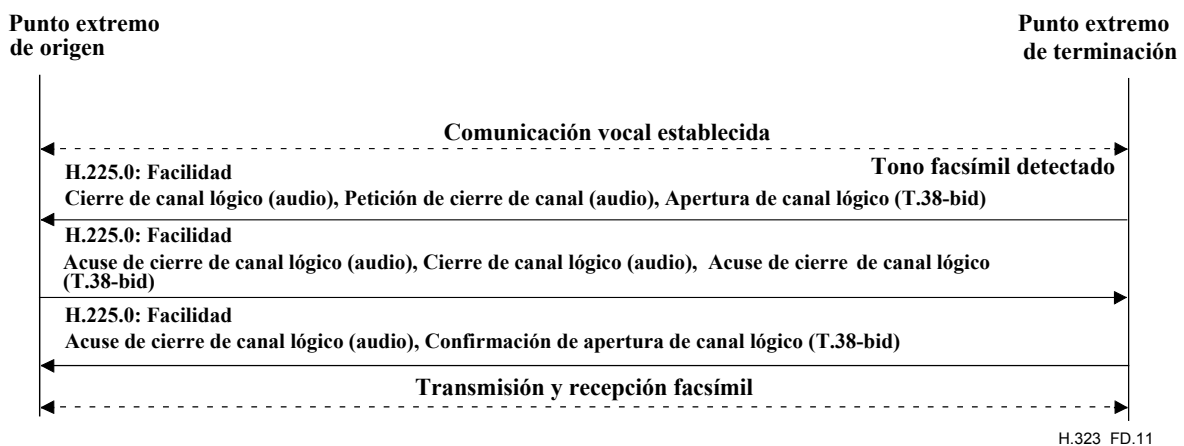 Punto extremo
de origen
Punto extremo
de terminación
Comunicación vocal establecida
Tono facsímil detectado
H.225.0: Facilidad
Cierre de canal lógico (audio), Petición de cierre de canal (audio), Apertura de canal lógico (T.38-bid)
H.225.0: Facilidad
Acuse de cierre de canal lógico (audio), Cierre de canal lógico (audio), Acuse de cierre de canal lógico
(T.38-bid)
H.225.0: Facilidad
Acuse de cierre de canal lógico (audio), Confirmación de apertura de canal lógico (T.38-bid)
Transmisión y recepción facsímil
H.323_FD.11